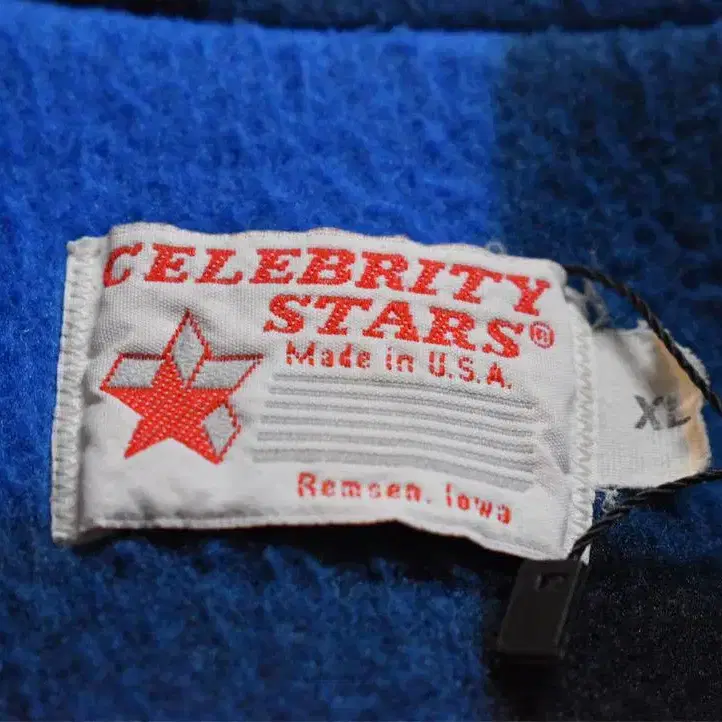 CELEBRITY
STARS®
Made in U.S.A.
Remsen, Iowa
XL